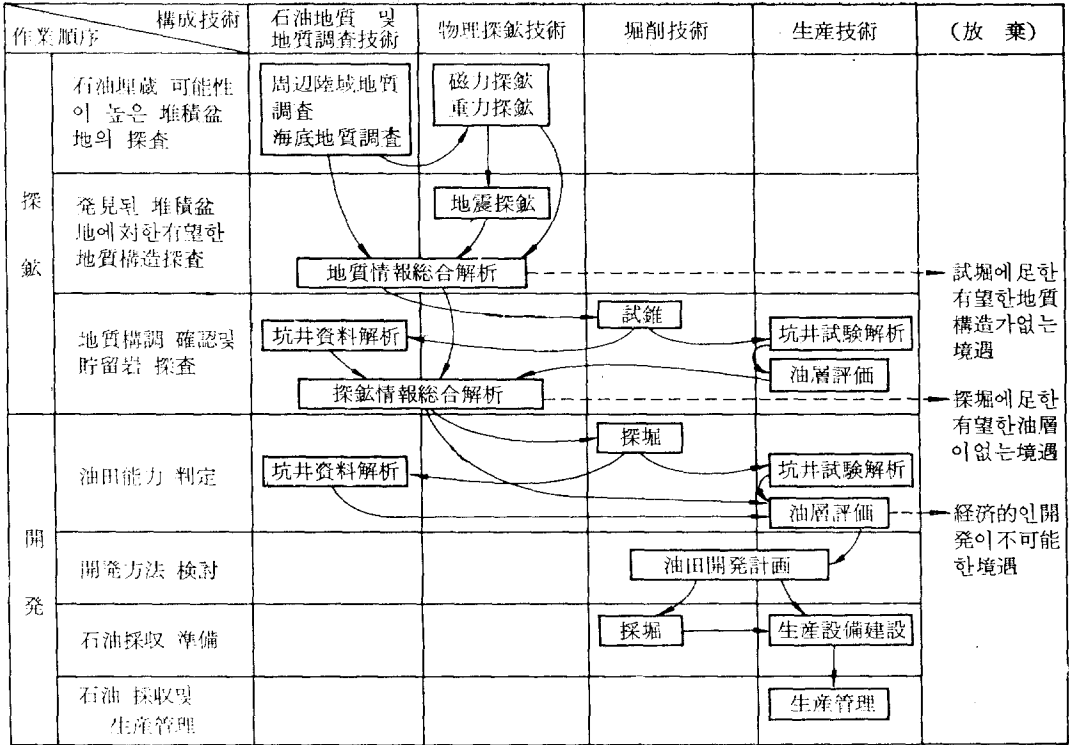 構成技術
作業順序
石油地質 및
地質調査技術
物理探鉱技術
堀削技術
生産技術
(放 棄)
探
鉱
石油埋蔵 可能性
이 높은 堆積盆
地의 探査
周辺陸域地質
調査
海底地質調査
磁力探鉱
重力探鉱
発見된 堆積盆
地에対한有望한
地質構造探査
地震探鉱
地質情報総合解析
試堀에足한
有望한地質
構造가없는
境遇
地質構調 確認및
貯留岩 探査
坑井資料解析
試錐
坑井試験解析
油層評価
探鉱情報総合解析
探堀에足한
有望한油層
이없는境遇
開
発
油田能力 判定
坑井資料解析
探堀
坑井試験解析
油層評価
経済的인開
発이不可能
한境遇
開発方法 検討
油田開発計画
石油採収 準備
採堀
生産設備建設
石油 採収및
生産管理
生産管理